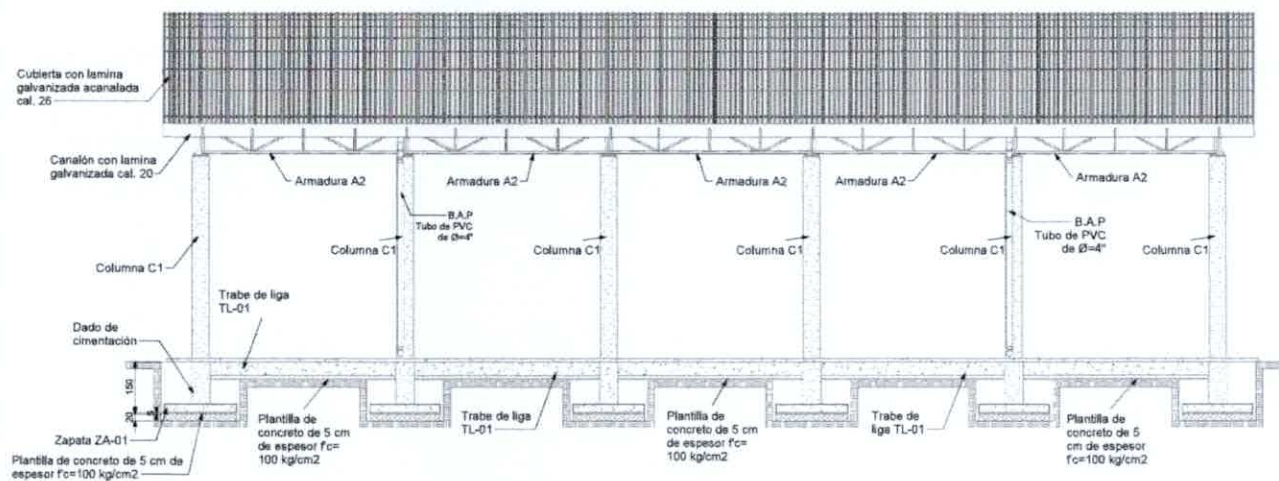 Cubierta con lamina
galvanizada acanalada
cal. 26
Canalón con lamina
galvanizada cal. 20
Armadura A2
Armadura A2
Armadura A2
Armadura A2
Armadura A2
B.A.P
Tubo de PVC
de Ø=4"
B.A.P
Tubo de PVC
de Ø=4"
Columna C1
Columna C1
Columna C1
Columna C1
Columna C1
Columna C1
Trabe de liga
TL-01
Dado de
cimentación
150
5
20
Zapata ZA-01
Plantilla de concreto de 5 cm de
espesor f'c=100 kg/cm2
Plantilla de
concreto de 5 cm
de espesor f'c=
100 kg/cm2
Trabe de liga
TL-01
Plantilla de
concreto de 5 cm
de espesor f'c=
100 kg/cm2
Trabe de
liga TL-01
Plantilla de
concreto de 5
cm de espesor
f'c=100 kg/cm2